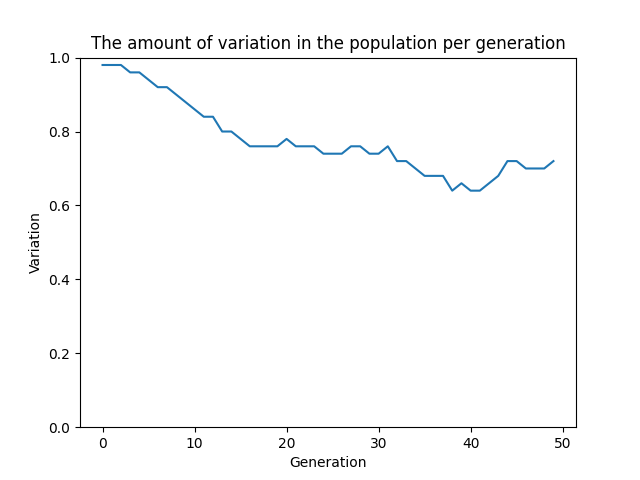 The amount of variation in the population per generation
1.0
0.8
0.6
0.4
0.2
0.0
Variation
0 10 20 30 40 50
Generation